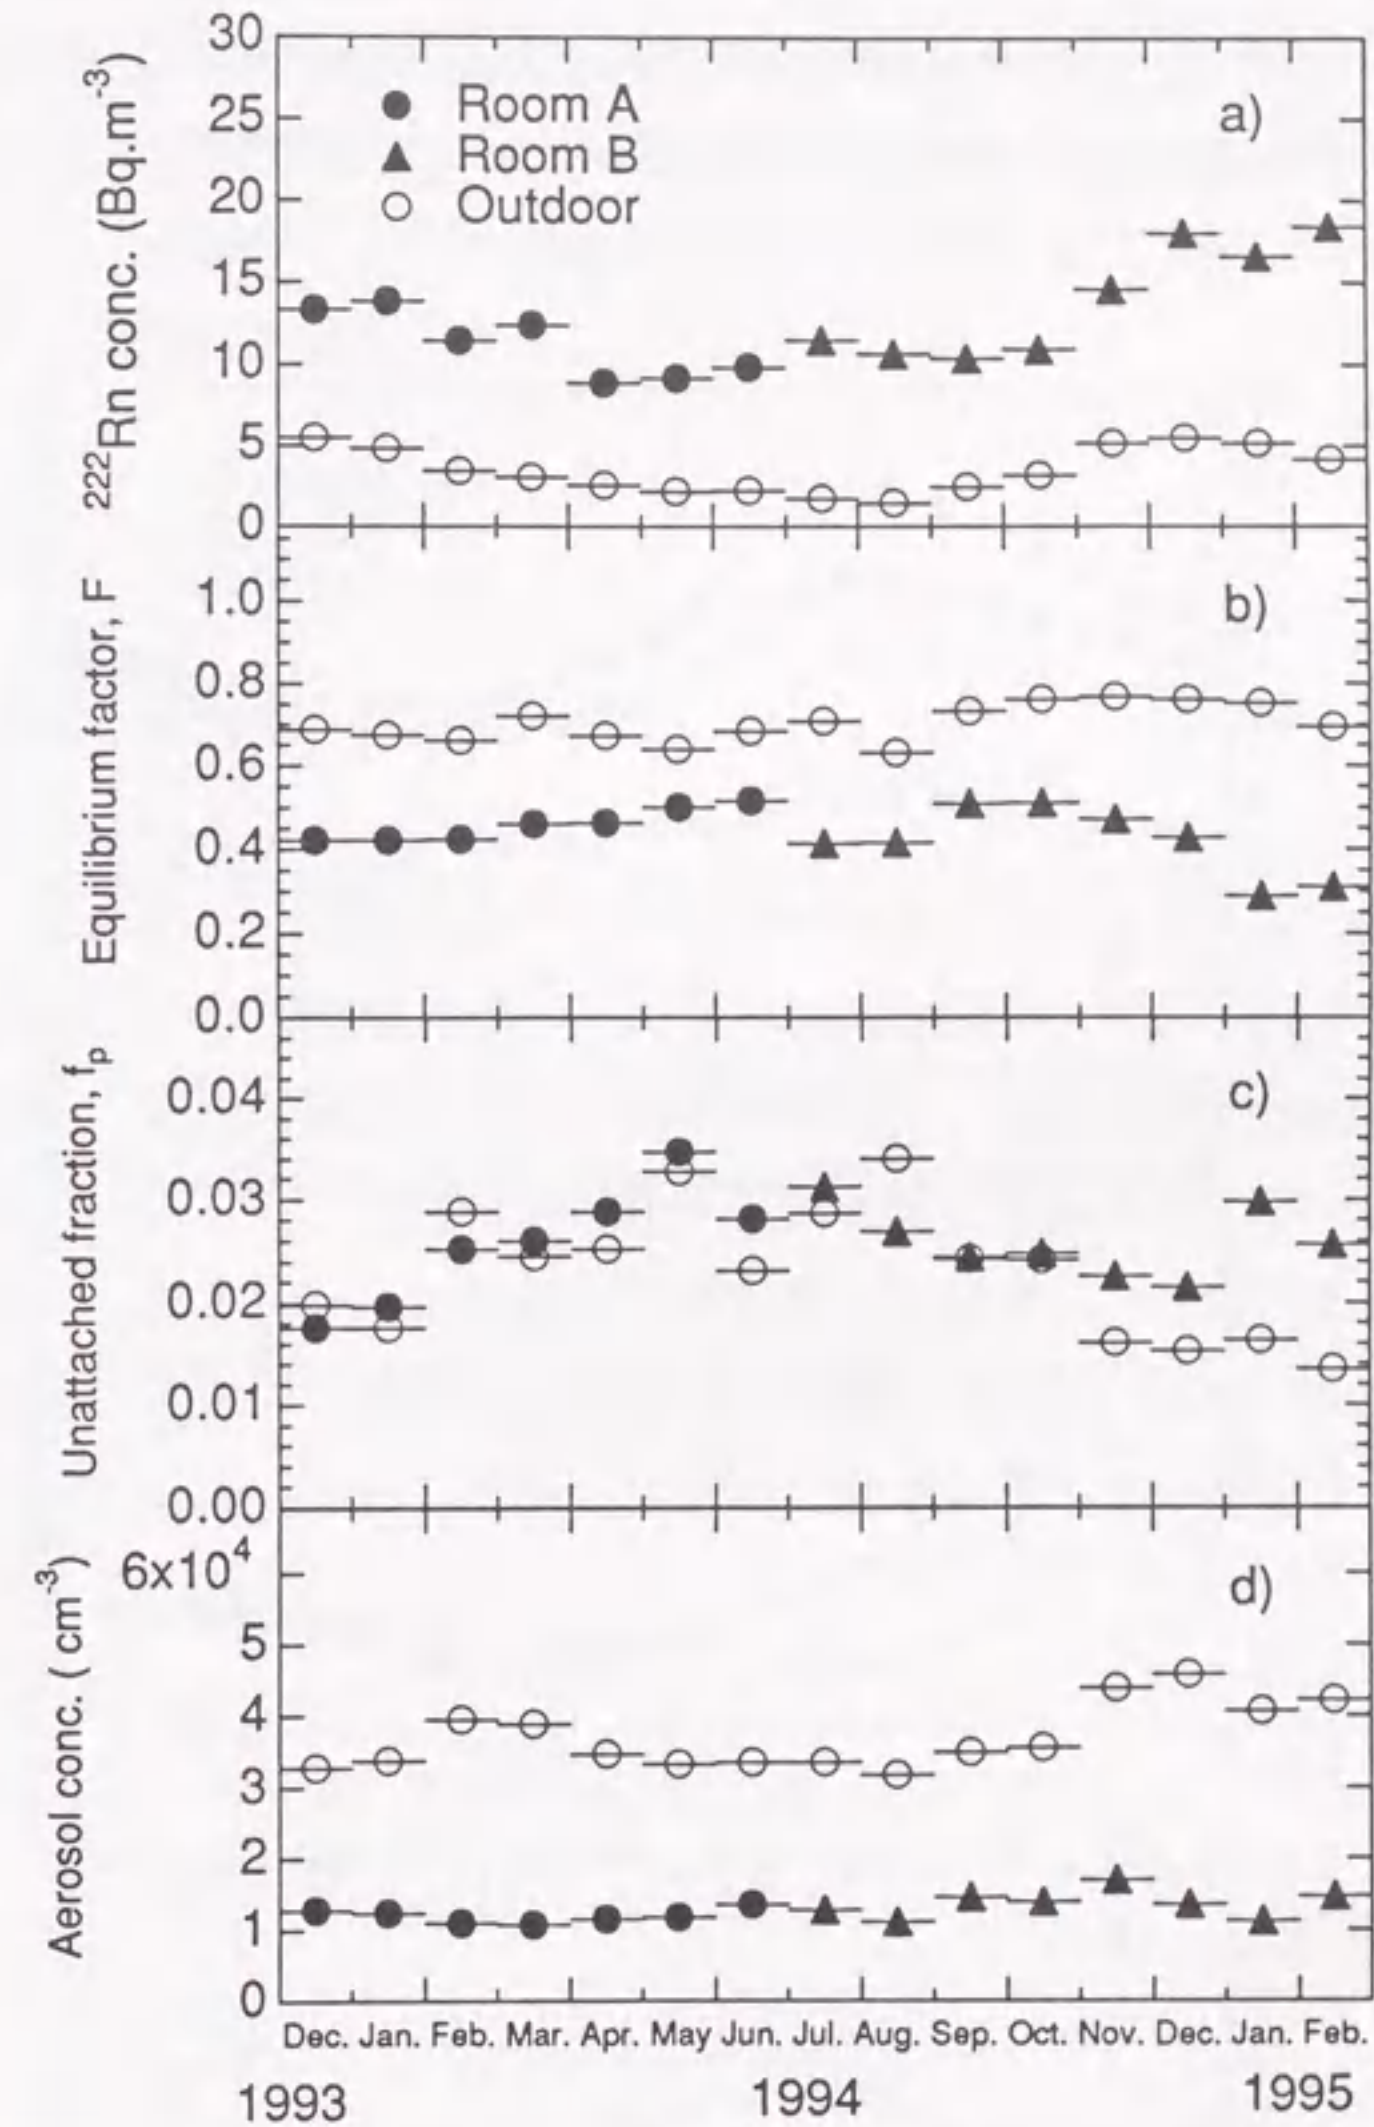 30
25
20
15
10
5
0
²²²Rn conc. (Bq.m⁻³)
Room A
Room B
Outdoor
a)
1.0
0.8
0.6
0.4
0.2
0.0
Equilibrium factor, F
b)
0.04
0.03
0.02
0.01
0.00
Unattached fraction, fₚ
c)
6x10⁴
5
4
3
2
1
0
Aerosol conc. ( cm⁻³)
d)
Dec. Jan. Feb. Mar. Apr. May Jun. Jul. Aug. Sep. Oct. Nov. Dec. Jan. Feb.
1993 1994 1995